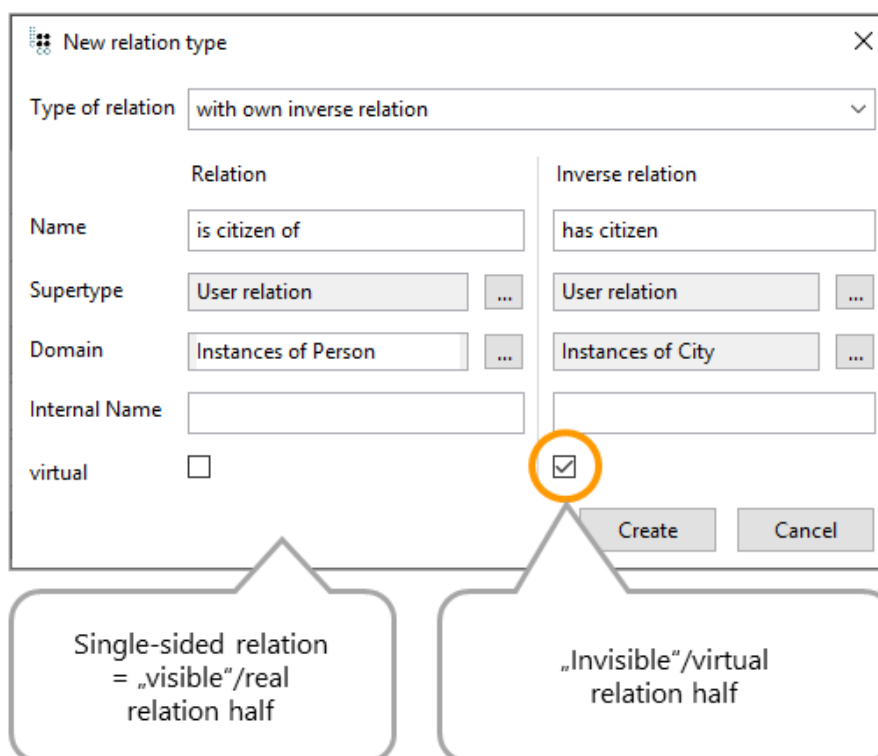 New relation type
Type of relation with own inverse relation
Relation Inverse relation
Name is citizen of has citizen
Supertype User relation ... User relation ...
Domain Instances of Person ... Instances of City ...
Internal Name
virtual
Create Cancel
Single-sided relation
= „visible“/real
relation half
„Invisible“/virtual
relation half